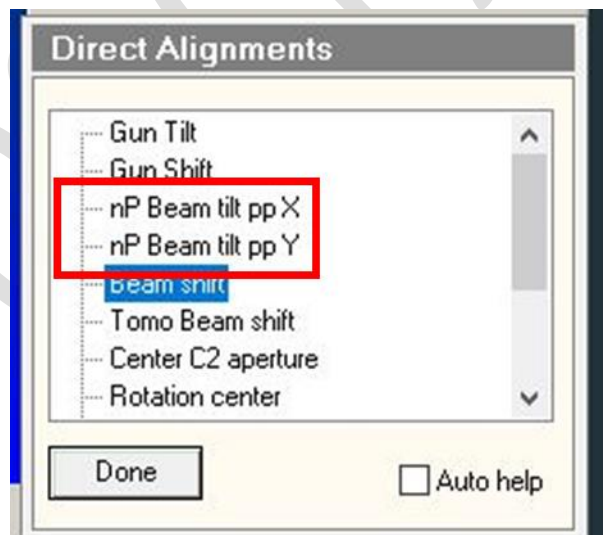 Direct Alignments
Gun Tilt
Gun Shift
nP Beam tilt pp X
nP Beam tilt pp Y
Beam shift
Tomo Beam shift
Center C2 aperture
Rotation center
Done
Auto help